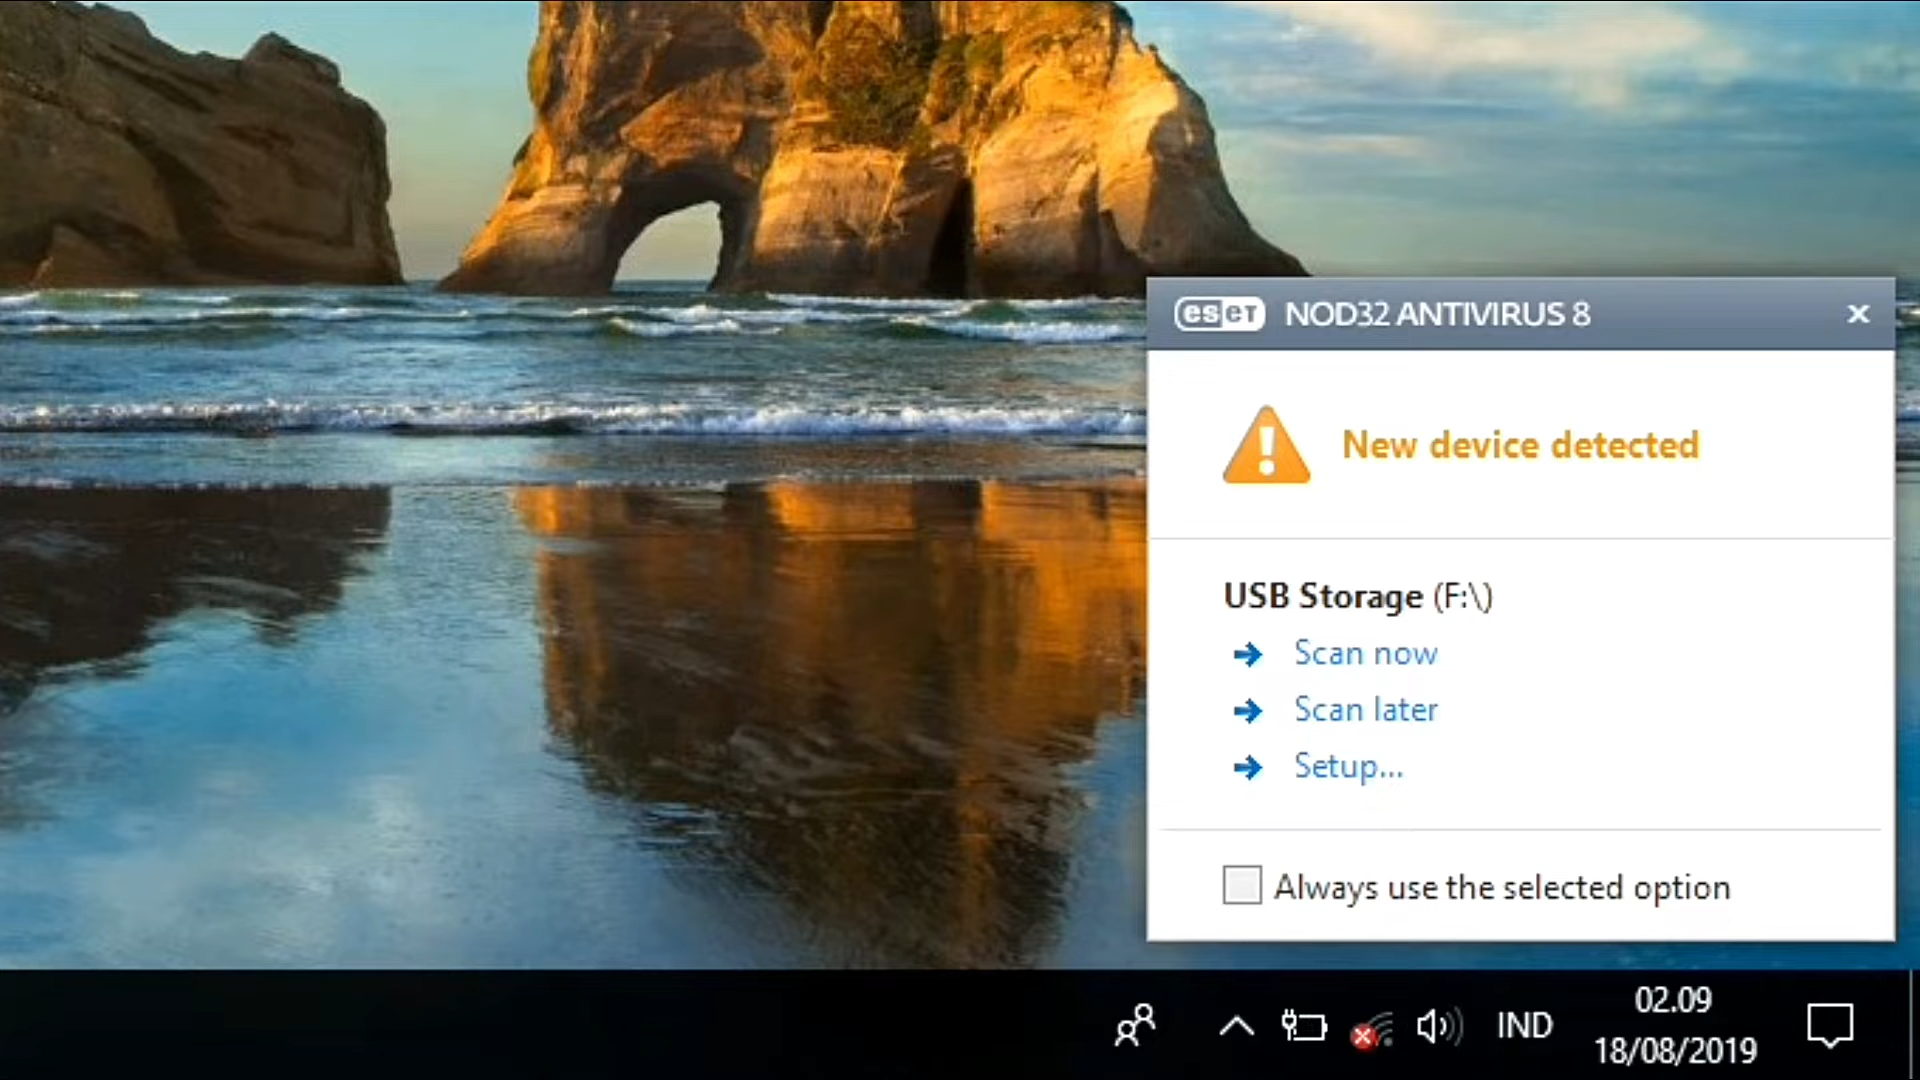 eseT NOD32 ANTIVIRUS 8
New device detected
USB Storage (F:\)
Scan now
Scan later
Setup...
Always use the selected option
IND
02.09
18/08/2019